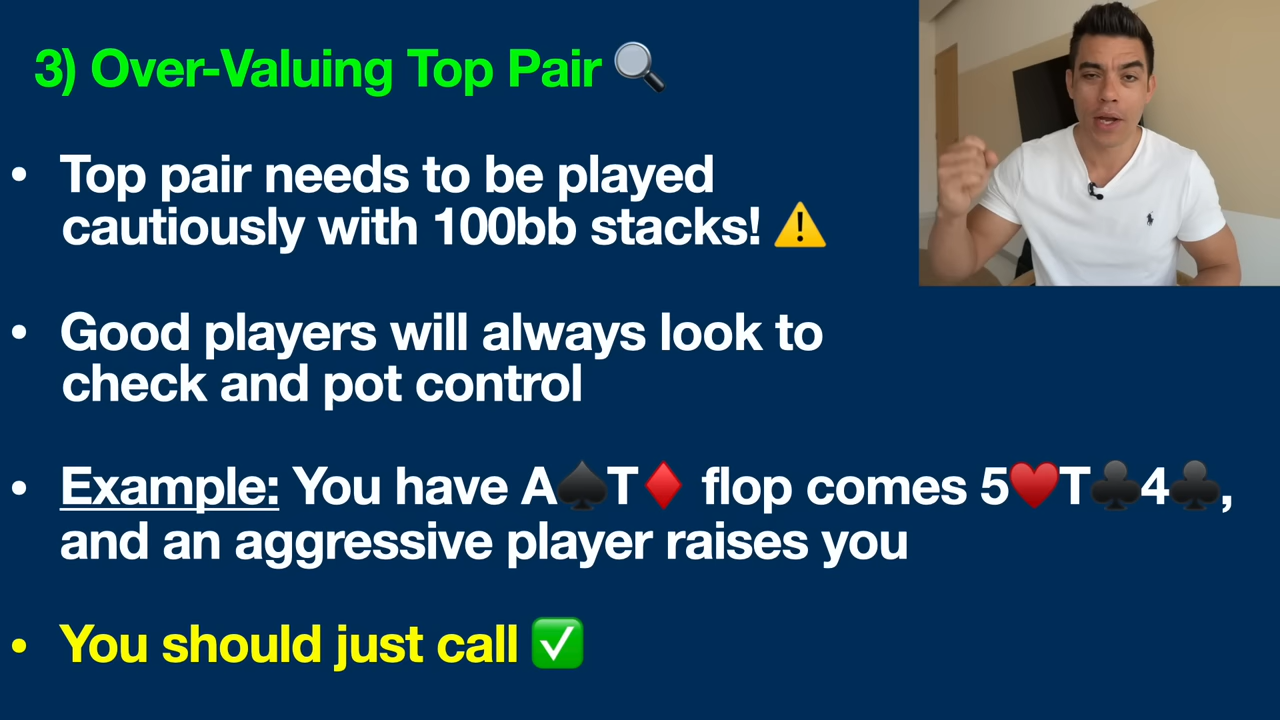 3) Over-Valuing Top Pair 🔍
• Top pair needs to be played
cautiously with 100bb stacks! ⚠️
• Good players will always look to
check and pot control
• Example: You have A♠️T♦️ flop comes 5♥️T♣️4♣️,
and an aggressive player raises you
• You should just call ✅